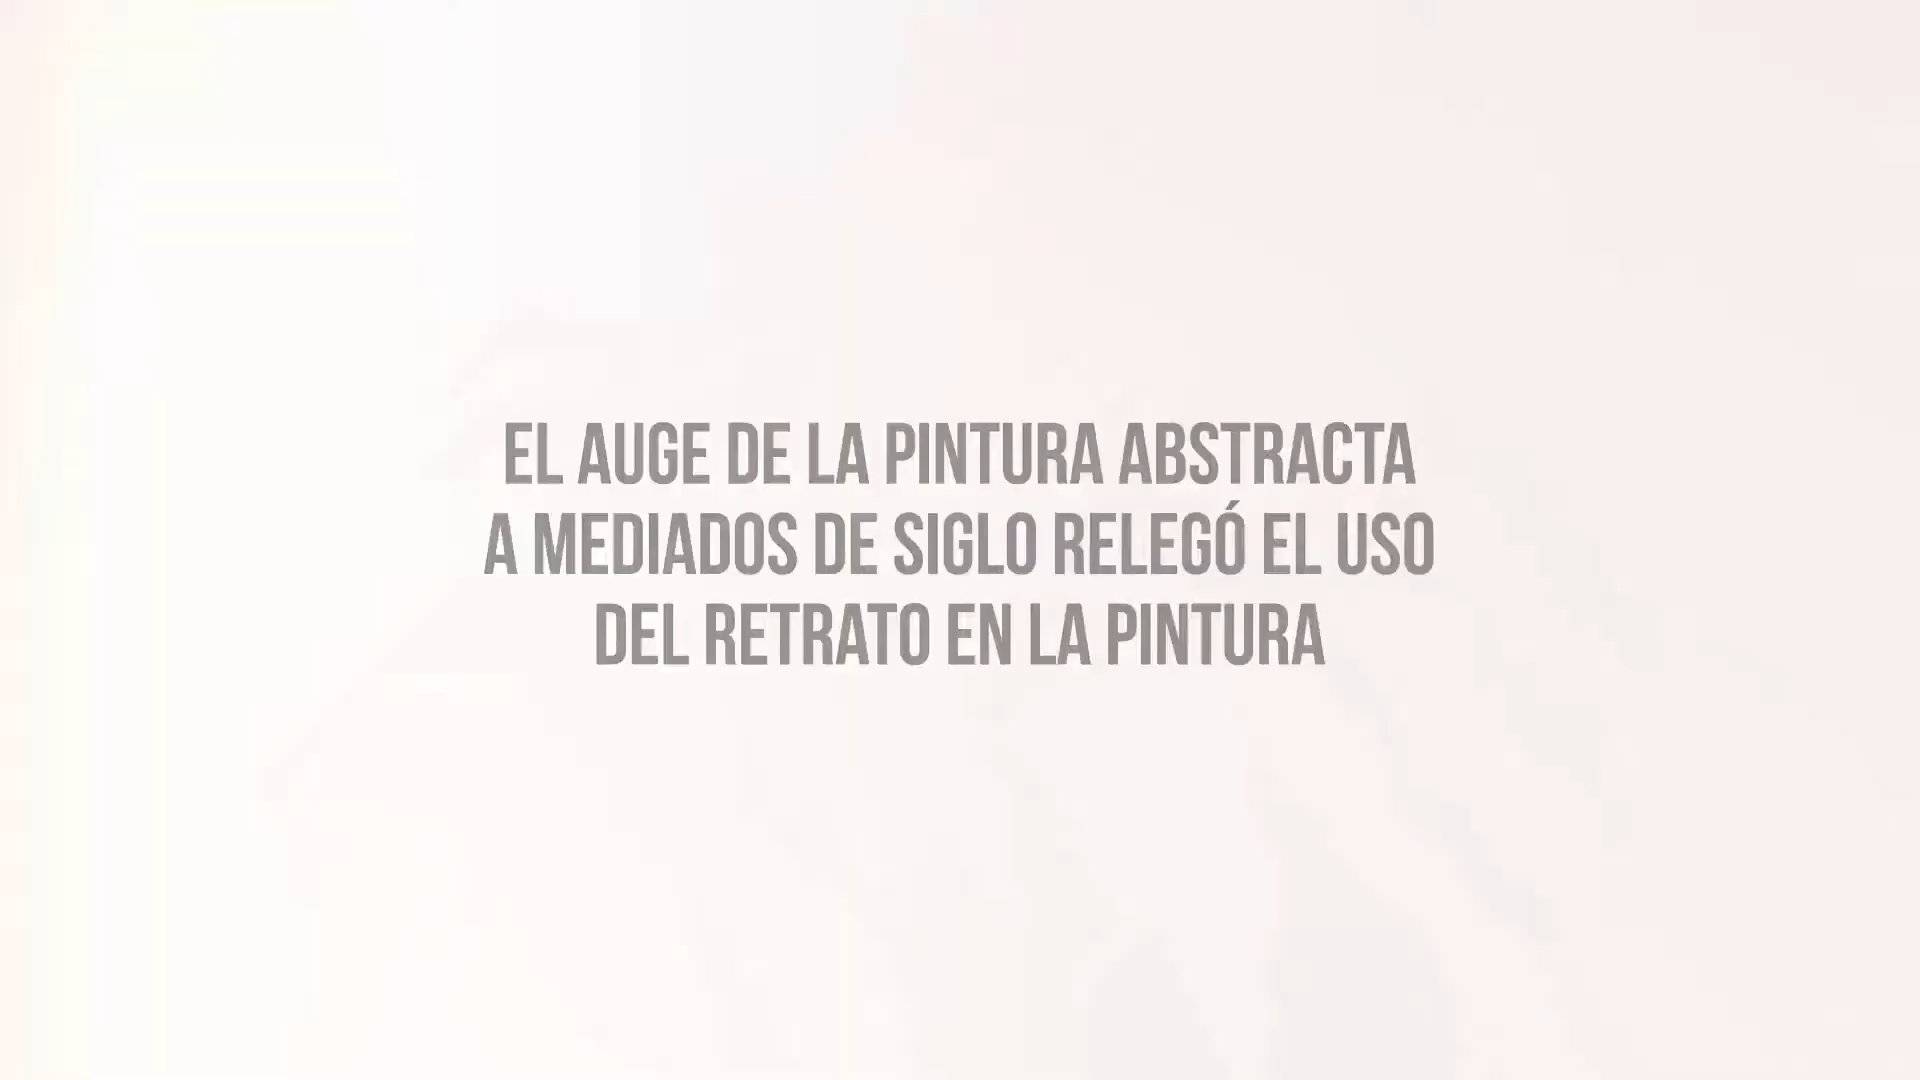 EL AUGE DE LA PINTURA ABSTRACTA
A MEDIADOS DE SIGLO RELEGÓ EL USO
DEL RETRATO EN LA PINTURA